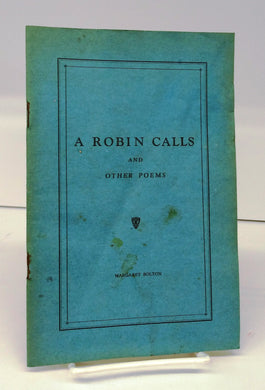 A ROBIN CALLS
AND
OTHER POEMS
MARGARET BOLTON